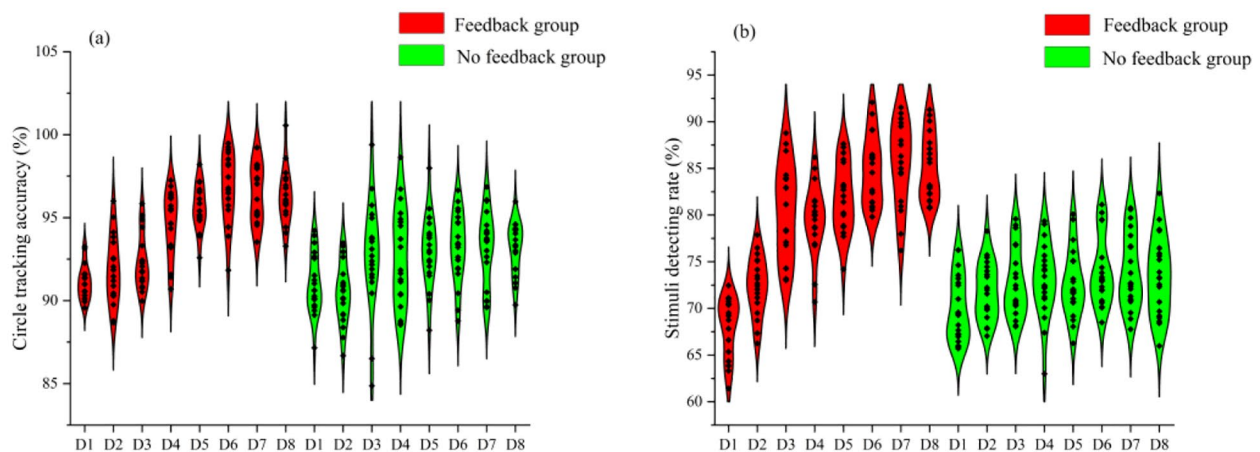 (a)
Feedback group
No feedback group
Circle tracking accuracy (%)
105
100
95
90
85
D1 D2 D3 D4 D5 D6 D7 D8 D1 D2 D3 D4 D5 D6 D7 D8
(b)
Feedback group
No feedback group
Stimuli detecting rate (%)
95
90
85
80
75
70
65
60
D1 D2 D3 D4 D5 D6 D7 D8 D1 D2 D3 D4 D5 D6 D7 D8